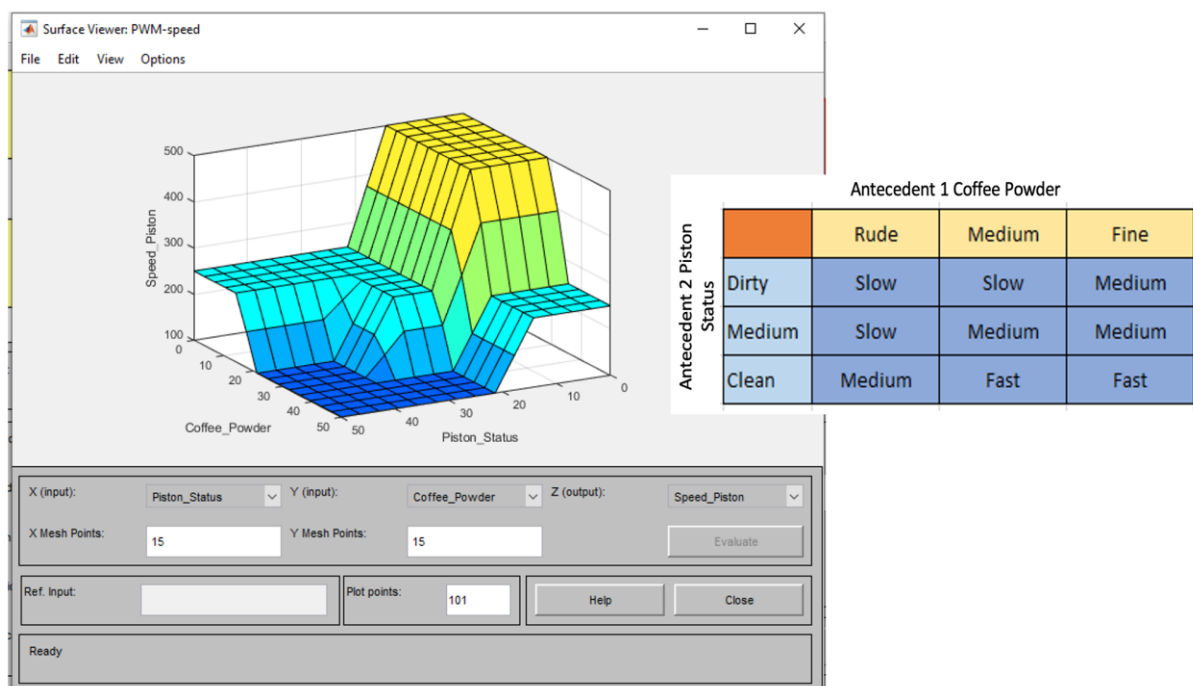 Surface Viewer: PWM-speed
File Edit View Options
500
400
300
200
100
Speed_Piston
0
10
20
30
40
50
Coffee_Powder
50
40
30
20
10
0
Piston_Status
Antecedent 1 Coffee Powder
Antecedent 2 Piston
Status
Rude Medium Fine
Dirty Slow Slow Medium
Medium Slow Medium Medium
Clean Medium Fast Fast
X (input): Piston_Status Y (input): Coffee_Powder Z (output): Speed_Piston
X Mesh Points: 15 Y Mesh Points: 15 Evaluate
Ref. Input: Plot points: 101 Help Close
Ready